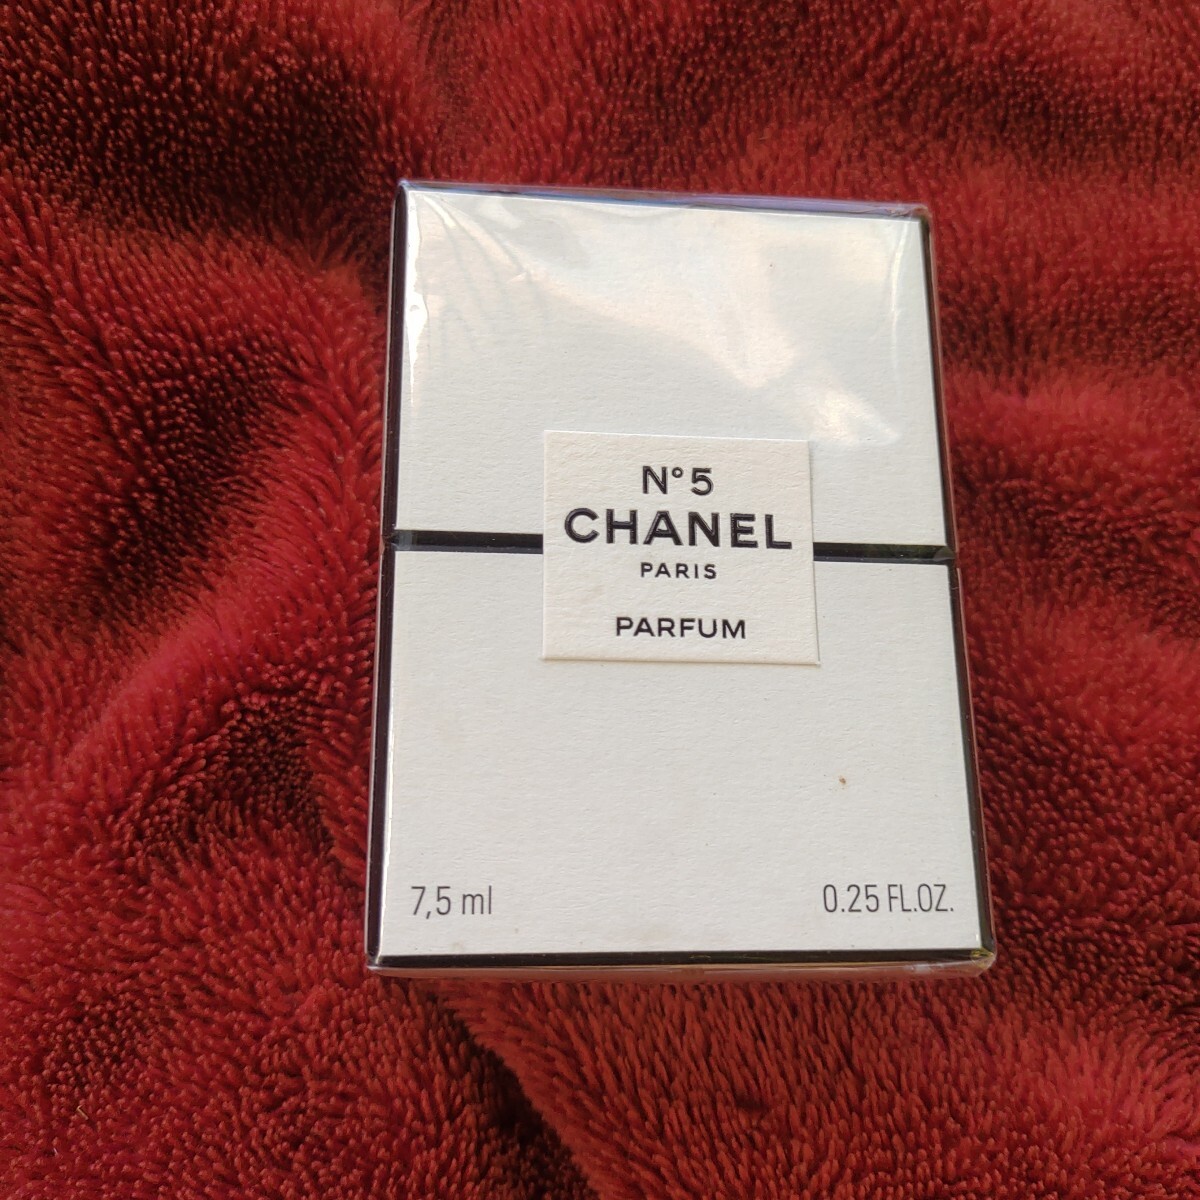 N°5
CHANEL
PARIS
PARFUM
7,5 ml
0.25 FL.OZ.